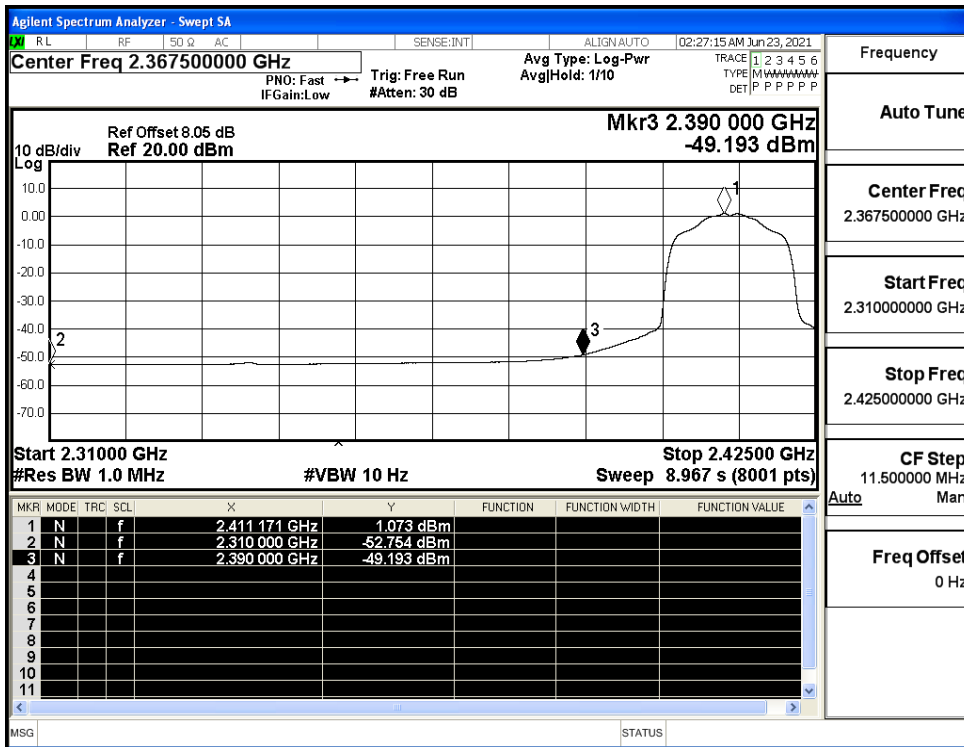 Agilent Spectrum Analyzer - Swept SA
LXI RL RF 50 Ω AC SENSE:INT ALIGN AUTO 02:27:15 AM Jun 23, 2021
Center Freq 2.367500000 GHz
PNO: Fast
IFGain:Low
Trig: Free Run
#Atten: 30 dB
Avg Type: Log-Pwr
Avg|Hold: 1/10
TRACE 1 2 3 4 5 6
TYPE M W W W W W
DET P P P P P P
Mkr3 2.390 000 GHz
-49.193 dBm
Ref Offset 8.05 dB
10 dB/div Ref 20.00 dBm
Log
10.0
0.00
-10.0
-20.0
-30.0
-40.0
-50.0
-60.0
-70.0
1
2
3
Start 2.31000 GHz Stop 2.42500 GHz
#Res BW 1.0 MHz #VBW 10 Hz Sweep 8.967 s (8001 pts)
MKR MODE TRC SCL X Y FUNCTION FUNCTION WIDTH FUNCTION VALUE
1 N f 2.411 171 GHz 1.073 dBm
2 N f 2.310 000 GHz -52.754 dBm
3 N f 2.390 000 GHz -49.193 dBm
4
5
6
7
8
9
10
11
MSG STATUS
Frequency
Auto Tune
Center Freq
2.367500000 GHz
Start Freq
2.310000000 GHz
Stop Freq
2.425000000 GHz
CF Step
11.500000 MHz
Auto Man
Freq Offset
0 Hz